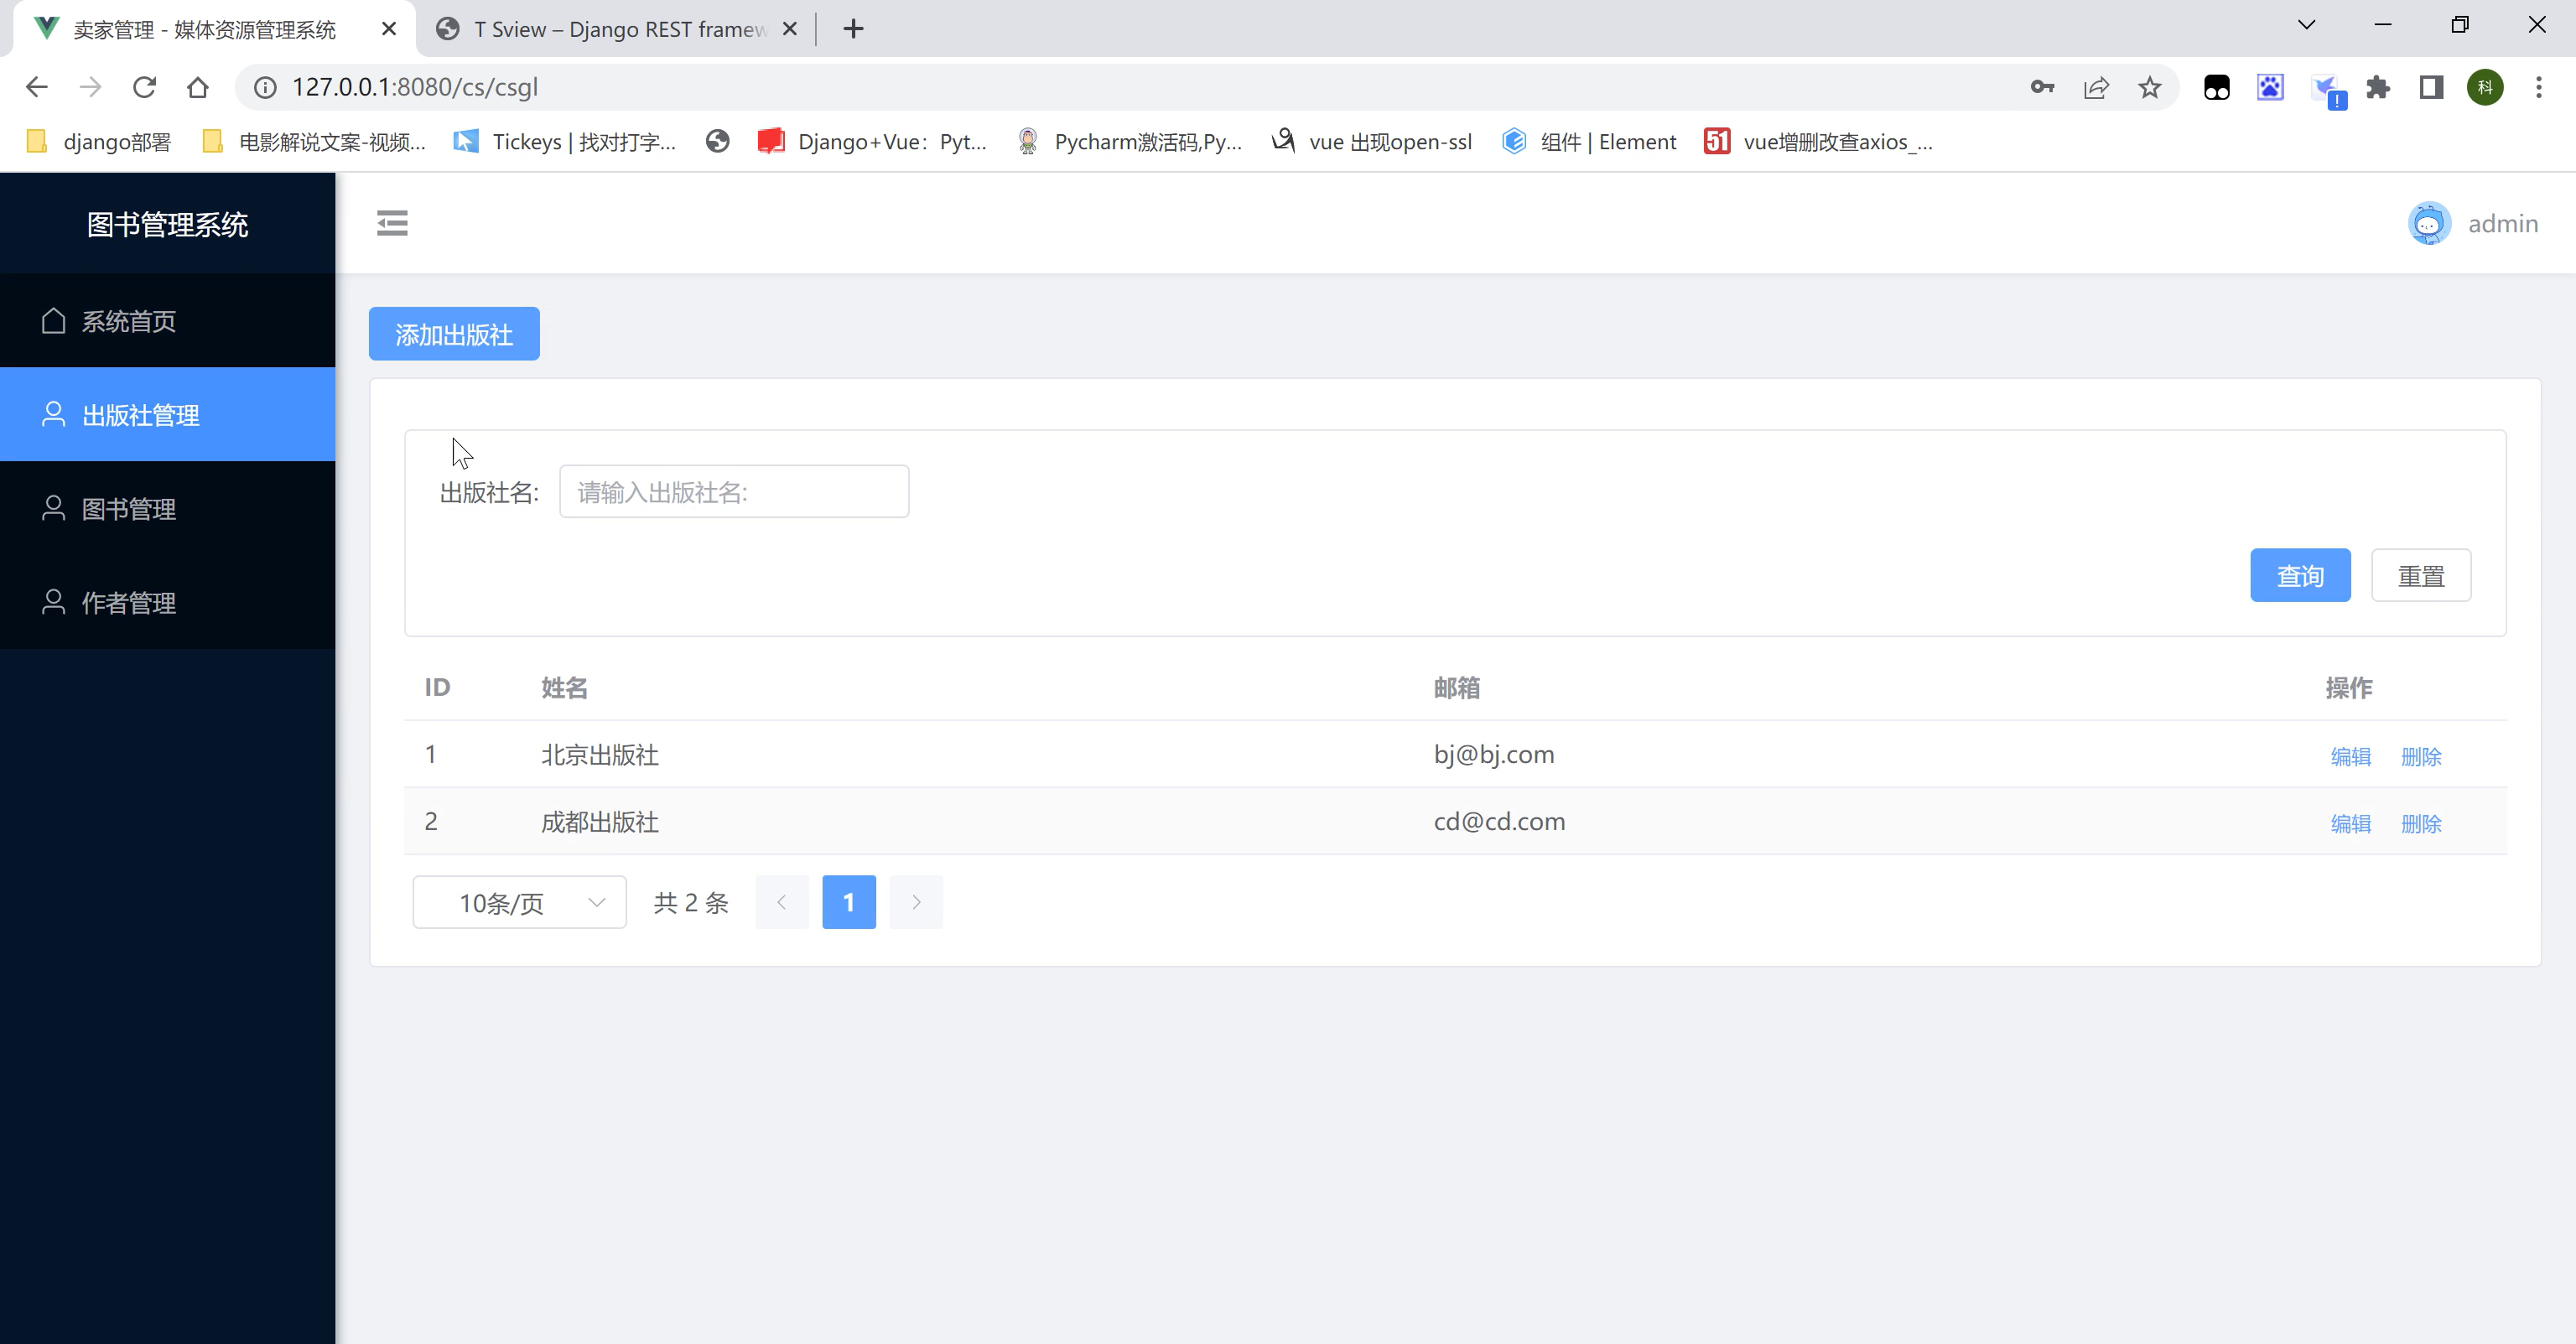 卖家管理 - 媒体资源管理系统
T Sview – Django REST framew
127.0.0.1:8080/cs/csgl
科
django部署
电影解说文案-视频...
Tickeys | 找对打字...
Django+Vue：Pyt...
Pycharm激活码,Py...
vue 出现open-ssl
组件 | Element
51
vue增删改查axios_...
图书管理系统
admin
系统首页
出版社管理
图书管理
作者管理
添加出版社
出版社名:
请输入出版社名:
查询
重置
ID 姓名 邮箱 操作
1 北京出版社 bj@bj.com 编辑 删除
2 成都出版社 cd@cd.com 编辑 删除
10条/页 共 2 条 1